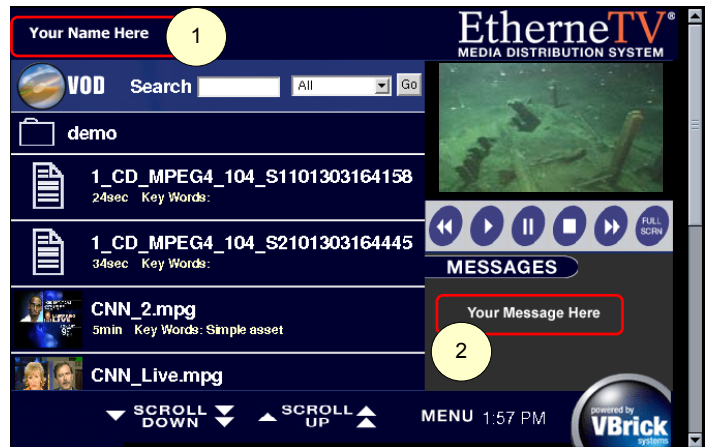 Your Name Here
1
EtherneTV®
MEDIA DISTRIBUTION SYSTEM
VOD Search All Go
demo
1_CD_MPEG4_104_S1101303164158
24sec Key Words:
1_CD_MPEG4_104_S2101303164445
34sec Key Words:
FULL
SCRN
MESSAGES
CNN_2.mpg
5min Key Words: Simple asset
Your Message Here
2
CNN_Live.mpg
SCROLL DOWN
SCROLL UP
MENU 1:57 PM
powered by
VBrick
systems